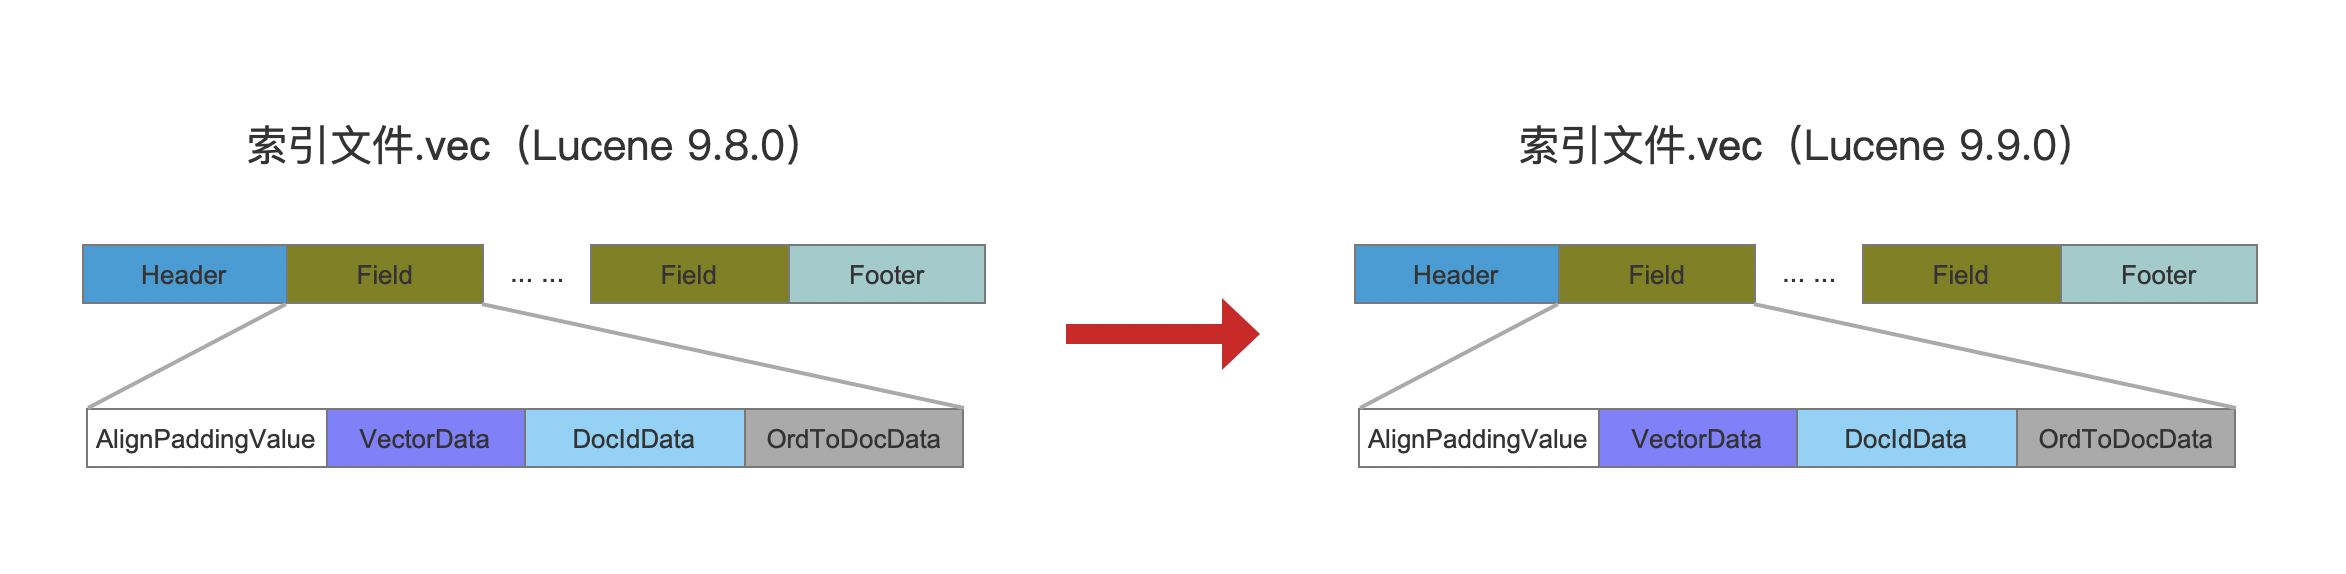 索引文件.vec（Lucene 9.8.0）
Header Field ... ... Field Footer
AlignPaddingValue VectorData DocIdData OrdToDocData
索引文件.vec（Lucene 9.9.0）
Header Field ... ... Field Footer
AlignPaddingValue VectorData DocIdData OrdToDocData